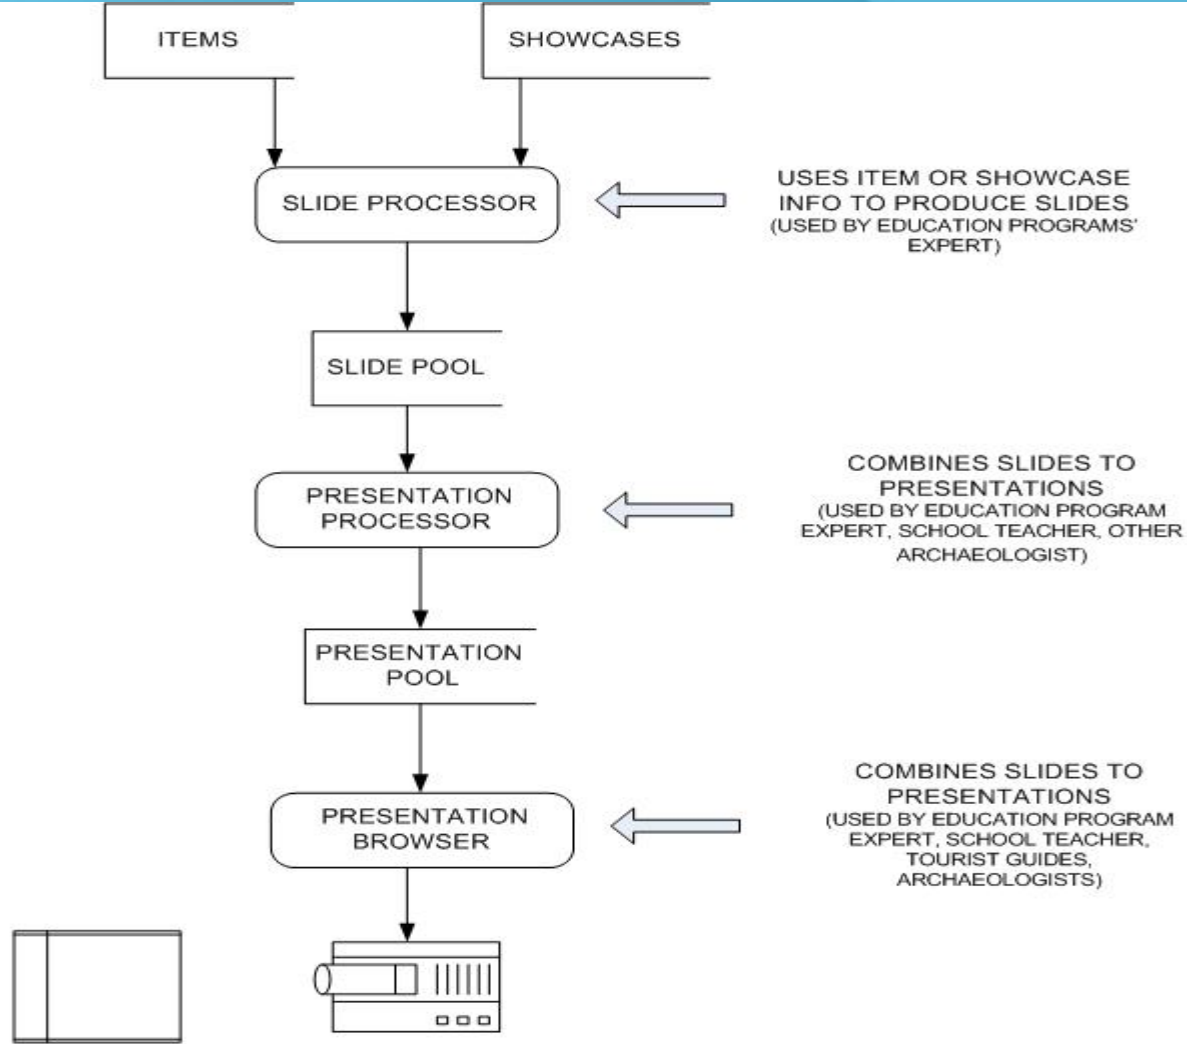 ITEMS
SHOWCASES
SLIDE PROCESSOR
USES ITEM OR SHOWCASE
INFO TO PRODUCE SLIDES
(USED BY EDUCATION PROGRAMS'
EXPERT)
SLIDE POOL
PRESENTATION
PROCESSOR
COMBINES SLIDES TO
PRESENTATIONS
(USED BY EDUCATION PROGRAM
EXPERT, SCHOOL TEACHER, OTHER
ARCHAEOLOGIST)
PRESENTATION
POOL
PRESENTATION
BROWSER
COMBINES SLIDES TO
PRESENTATIONS
(USED BY EDUCATION PROGRAM
EXPERT, SCHOOL TEACHER,
TOURIST GUIDES,
ARCHAEOLOGISTS)